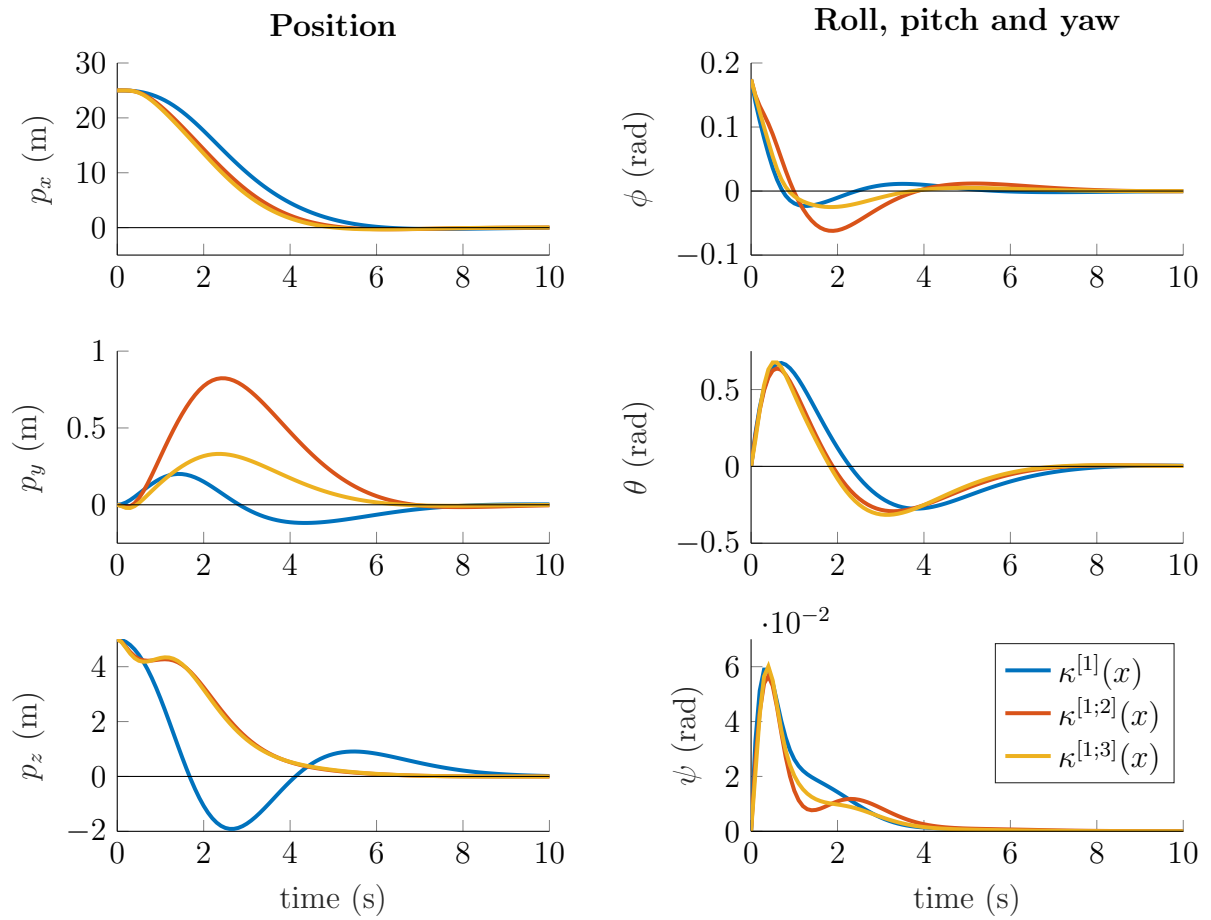 Position
30
20
10
0
p_x (m)
0 2 4 6 8 10
Roll, pitch and yaw
0.2
0.1
0
−0.1
ϕ (rad)
0 2 4 6 8 10
1
0.5
0
p_y (m)
0 2 4 6 8 10
0.5
0
−0.5
θ (rad)
0 2 4 6 8 10
4
2
0
−2
p_z (m)
0 2 4 6 8 10
time (s)
·10⁻²
6
4
2
0
ψ (rad)
0 2 4 6 8 10
time (s)
κ^[1](x)
κ^[1;2](x)
κ^[1;3](x)